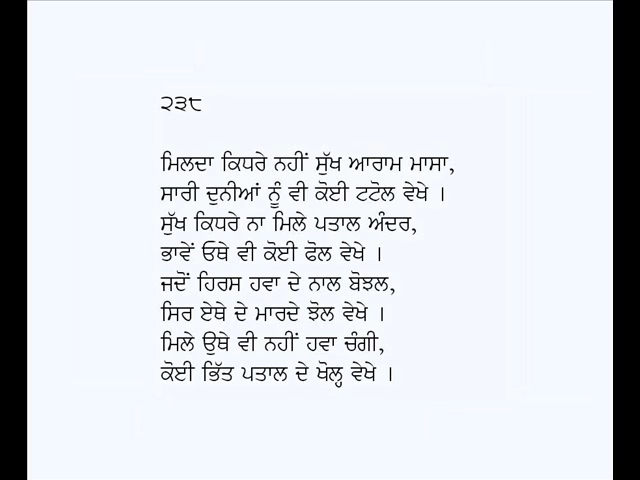 ੨੩੮
ਮਿਲਦਾ ਕਿਧਰੇ ਨਹੀਂ ਸੁੱਖ ਆਰਾਮ ਮਾਸਾ,
ਸਾਰੀ ਦੁਨੀਆਂ ਨੂੰ ਵੀ ਕੋਈ ਟਟੋਲ ਵੇਖੇ ।
ਸੁੱਖ ਕਿਧਰੇ ਨਾ ਮਿਲੇ ਪਤਾਲ ਅੰਦਰ,
ਭਾਵੇਂ ਓਥੇ ਵੀ ਕੋਈ ਫੋਲ ਵੇਖੇ ।
ਜਦੋਂ ਹਿਰਸ ਹਵਾ ਦੇ ਨਾਲ ਬੋਝਲ,
ਸਿਰ ਏਥੇ ਦੇ ਮਾਰਦੇ ਝੋਲ ਵੇਖੇ ।
ਮਿਲੇ ਉਥੇ ਵੀ ਨਹੀਂ ਹਵਾ ਚੰਗੀ,
ਕੋਈ ਭਿੱਤ ਪਤਾਲ ਦੇ ਖੋਲ੍ਹ ਵੇਖੇ ।